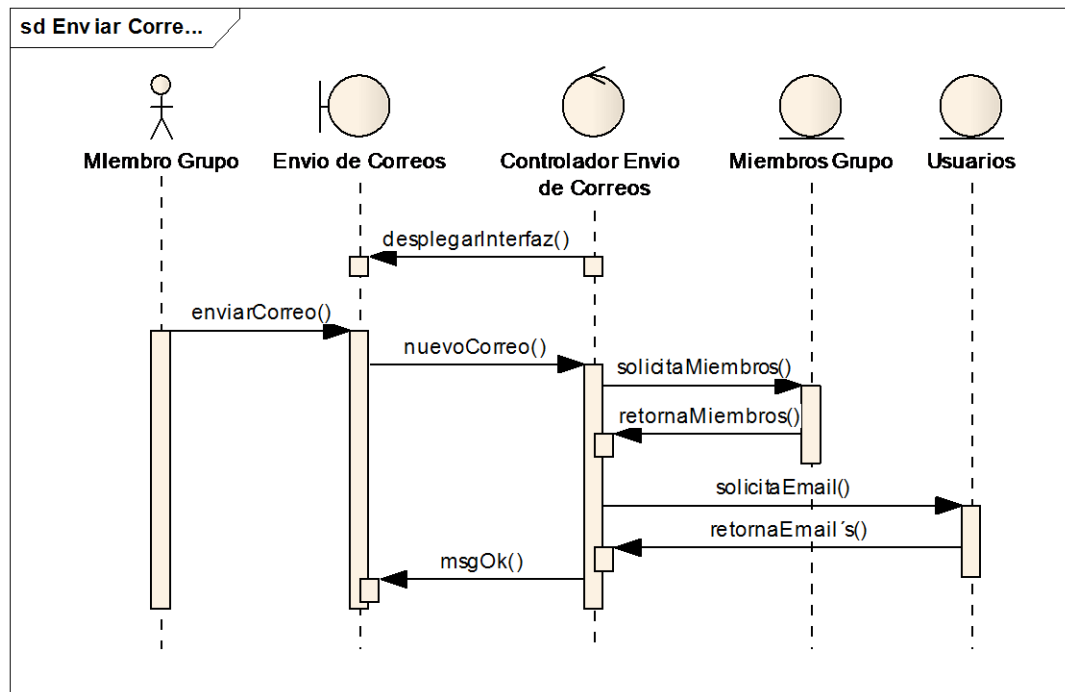 sd Enviar Corre...
MIembro Grupo
Envio de Correos
Controlador Envio
de Correos
Miembros Grupo
Usuarios
desplegarInterfaz()
enviarCorreo()
nuevoCorreo()
solicitaMiembros()
retornaMiembros()
solicitaEmail()
retornaEmail´s()
msgOk()